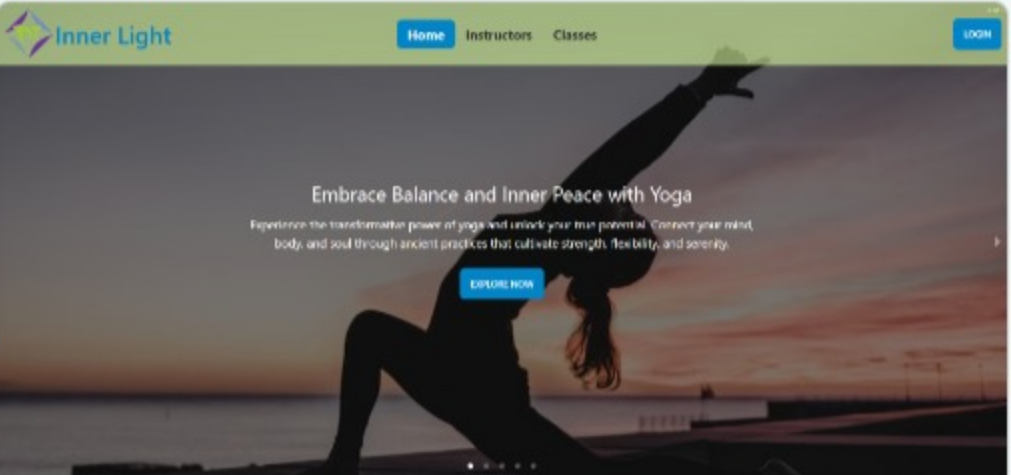 Inner Light
Home Instructors Classes
LOGIN
Embrace Balance and Inner Peace with Yoga
Experience the transformative power of yoga and unlock your true potential. Connect your mind,
body, and soul through ancient practices that cultivate strength, flexibility, and serenity.
EXPLORE NOW